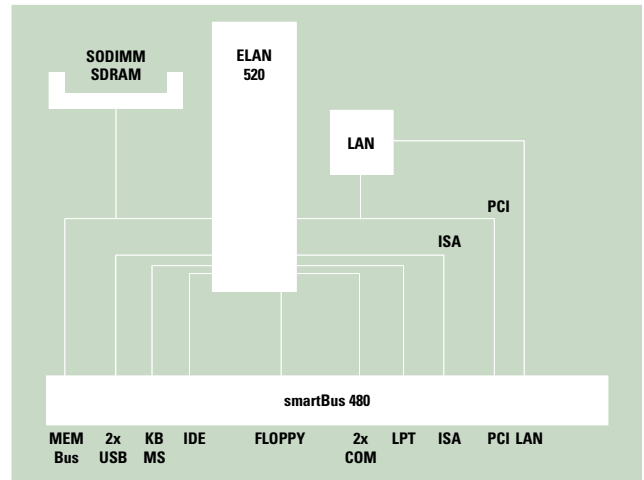 SODIMM
SDRAM
ELAN
520
LAN
PCI
ISA
smartBus 480
MEM
Bus
2x
USB
KB
MS
IDE
FLOPPY
2x
COM
LPT
ISA
PCI
LAN